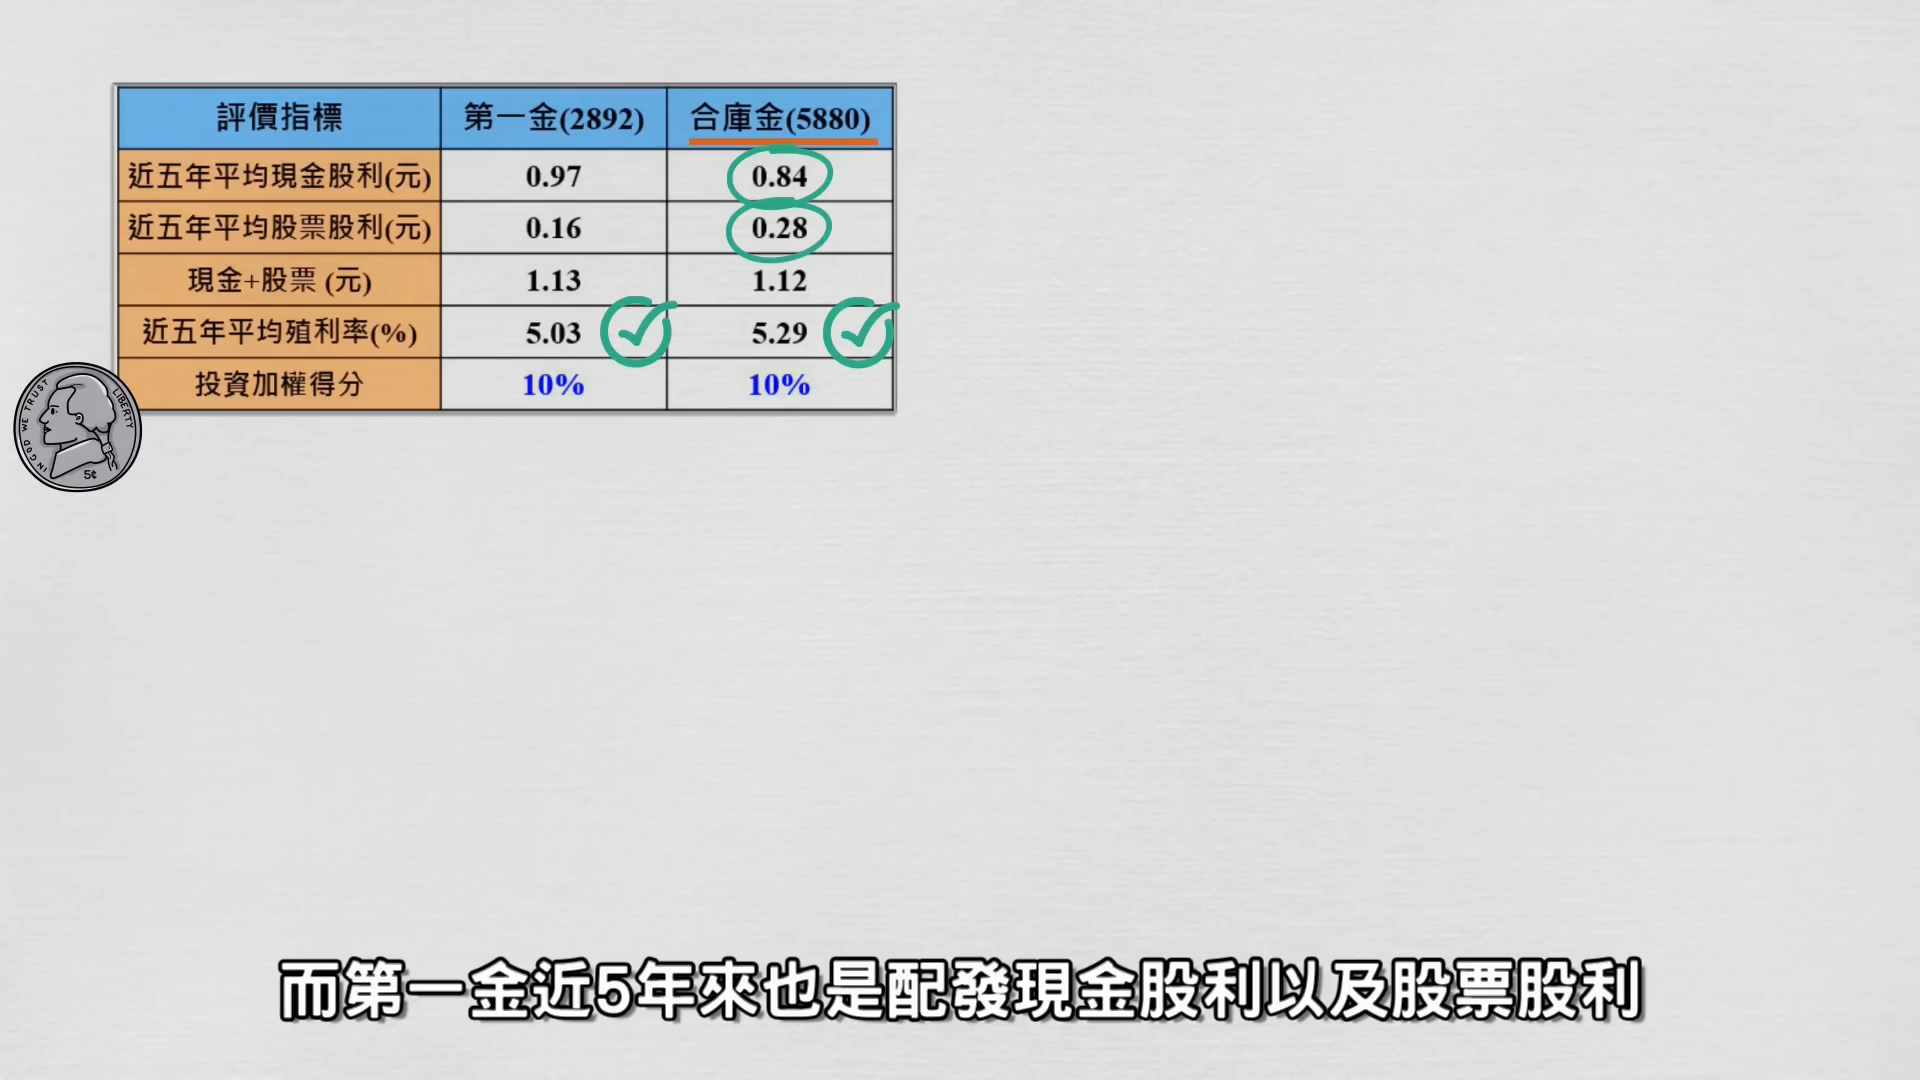 評價指標 第一金(2892) 合庫金(5880)
近五年平均現金股利(元) 0.97 0.84
近五年平均股票股利(元) 0.16 0.28
現金+股票 (元) 1.13 1.12
近五年平均殖利率(%) 5.03 5.29
投資加權得分 10% 10%
IN GOD WE TRUST LIBERTY
5¢
而第一金近5年來也是配發現金股利以及股票股利